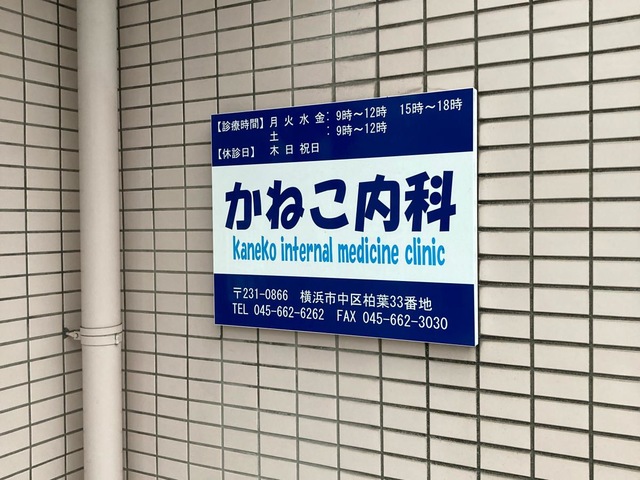 【診療時間】月 火 水 金：9時～12時　15時～18時
土　：9時～12時
【休診日】 木 日 祝日
かねこ内科
Kaneko internal medicine clinic
〒231-0866　横浜市中区柏葉33番地
TEL 045-662-6262　FAX 045-662-3030